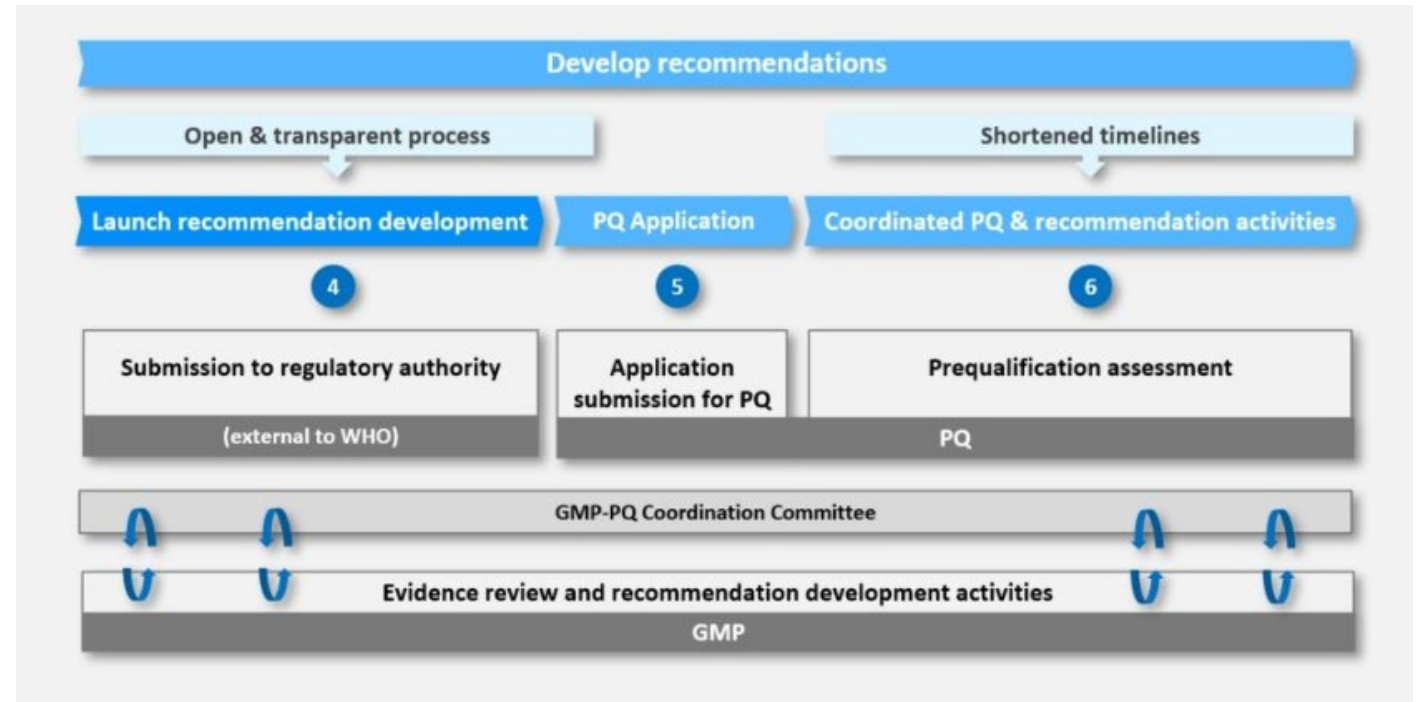 Develop recommendations
Open & transparent process
Shortened timelines
Launch recommendation development
PQ Application
Coordinated PQ & recommendation activities
4
5
6
Submission to regulatory authority
(external to WHO)
Application
submission for PQ
Prequalification assessment
PQ
GMP-PQ Coordination Committee
Evidence review and recommendation development activities
GMP